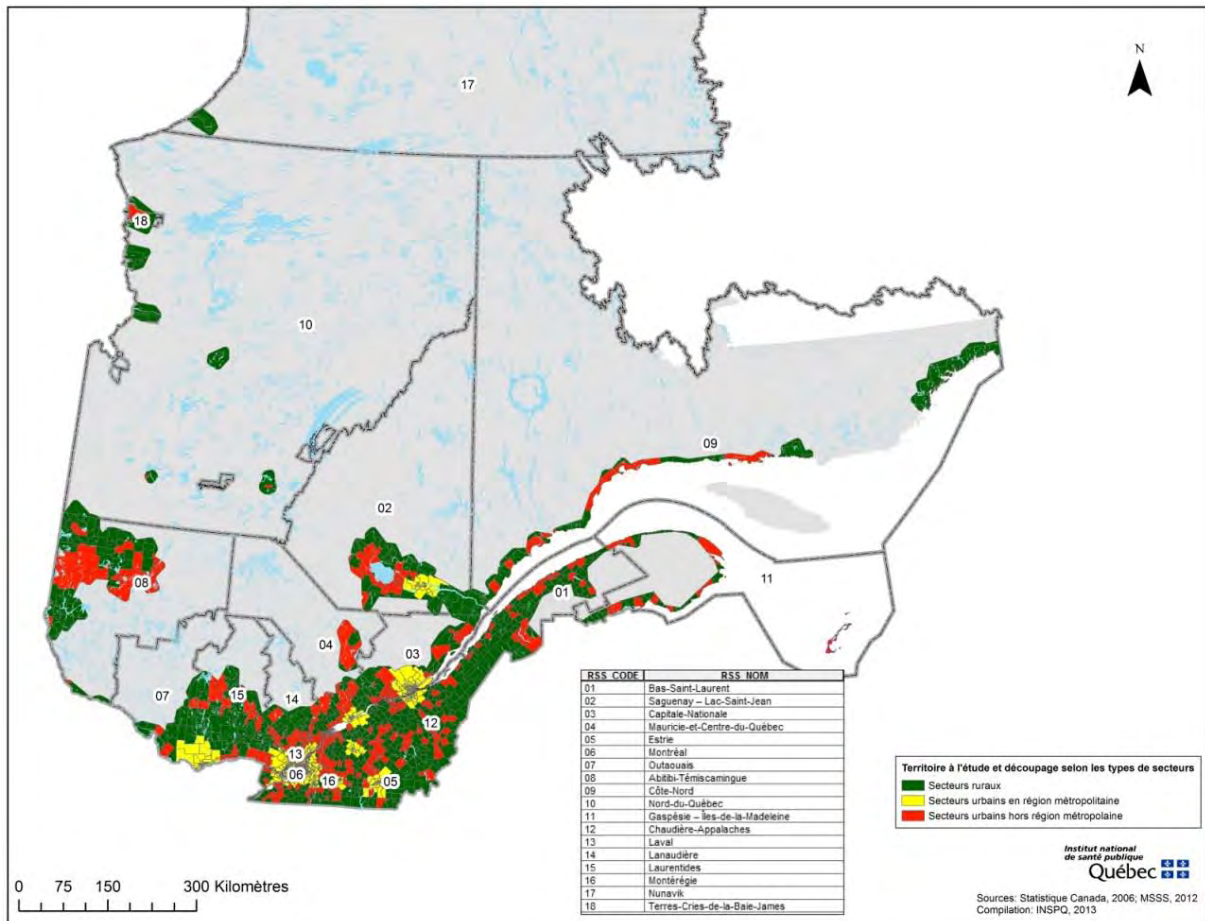 N
17
18
10
09
02
08
01
11
04
03
07
15
14
12
13
06
16
05
RSS_CODE RSS_NOM
01 Bas-Saint-Laurent
02 Saguenay – Lac-Saint-Jean
03 Capitale-Nationale
04 Mauricie-et-Centre-du-Québec
05 Estrie
06 Montréal
07 Outaouais
08 Abitibi-Témiscamingue
09 Côte-Nord
10 Nord-du-Québec
11 Gaspésie – Îles-de-la-Madeleine
12 Chaudière-Appalaches
13 Laval
14 Lanaudière
15 Laurentides
16 Montérégie
17 Nunavik
18 Terres-Cries-de-la-Baie-James
Territoire à l'étude et découpage selon les types de secteurs
Secteurs ruraux
Secteurs urbains en région métropolitaine
Secteurs urbains hors région métropolaine
Institut national
de santé publique
Québec
0 75 150 300 Kilomètres
Sources: Statistique Canada, 2006; MSSS, 2012
Compilation: INSPQ, 2013